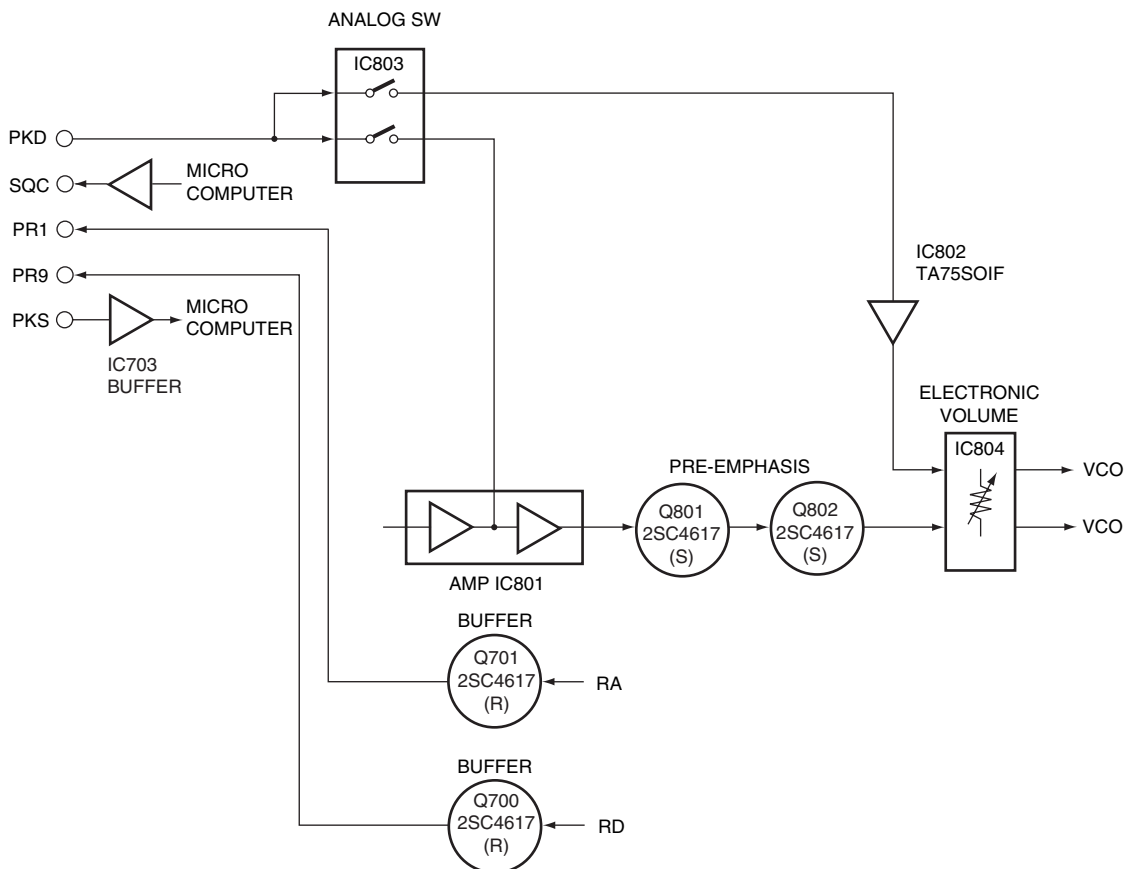 ANALOG SW
IC803
PKD
SQC
MICRO
COMPUTER
PR1
PR9
PKS
MICRO
COMPUTER
IC703
BUFFER
IC802
TA75SOIF
ELECTRONIC
VOLUME
IC804
VCO
VCO
PRE-EMPHASIS
Q801
2SC4617
(S)
Q802
2SC4617
(S)
AMP IC801
BUFFER
Q701
2SC4617
(R)
RA
BUFFER
Q700
2SC4617
(R)
RD